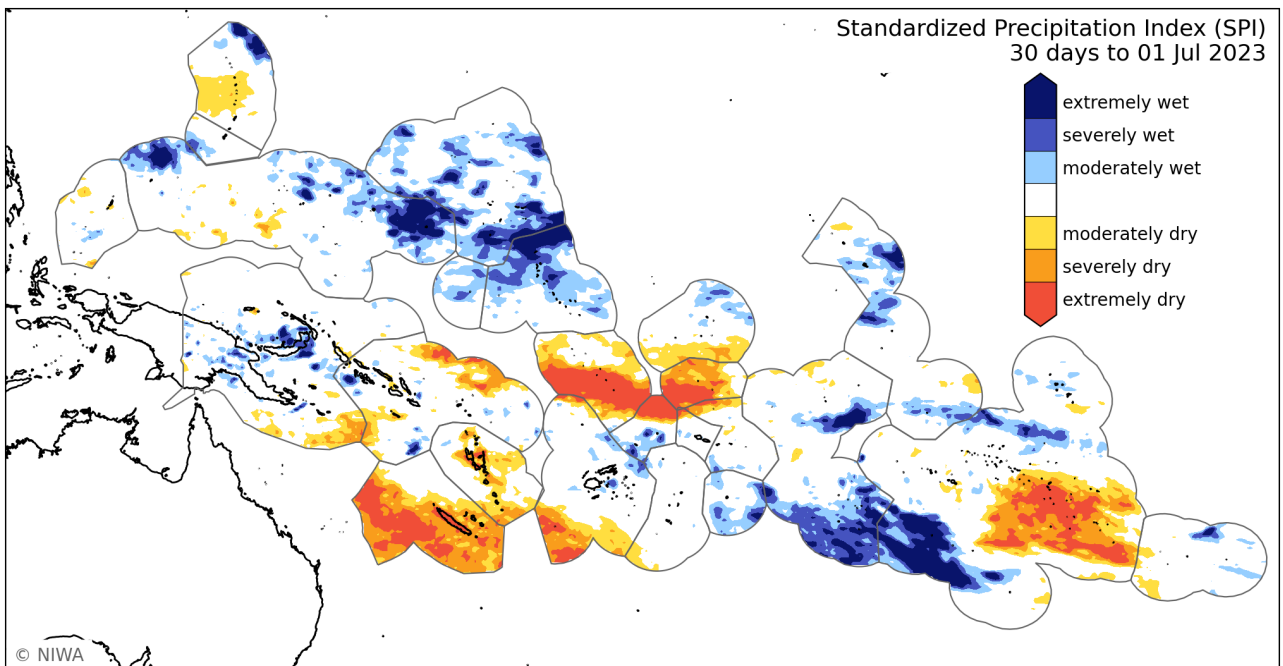 Standardized Precipitation Index (SPI)
30 days to 01 Jul 2023
extremely wet
severely wet
moderately wet
moderately dry
severely dry
extremely dry
© NIWA